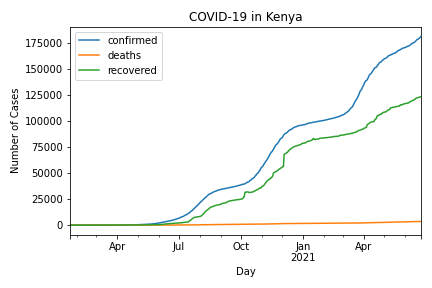 COVID-19 in Kenya
confirmed
deaths
recovered
Number of Cases
175000
150000
125000
100000
75000
50000
25000
0
Apr
Jul
Oct
Jan
2021
Apr
Day